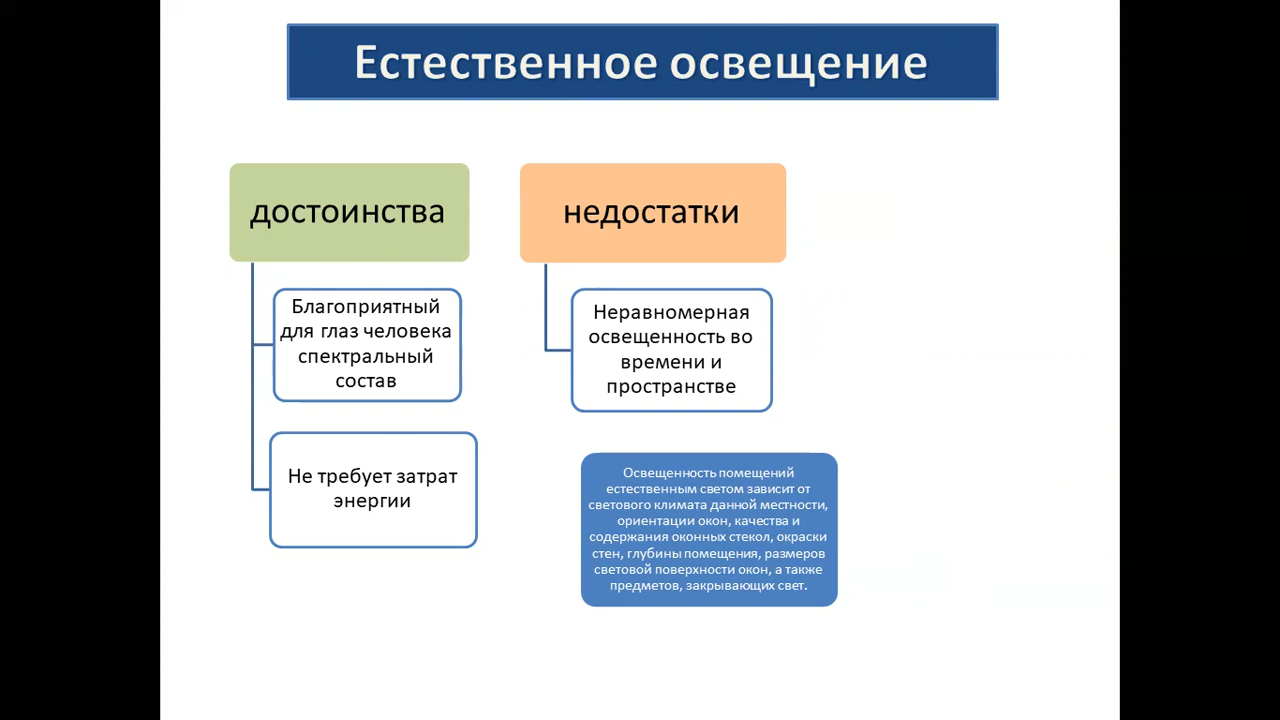 Естественное освещение
достоинства
Благоприятный
для глаз человека
спектральный
состав
Не требует затрат
энергии
недостатки
Неравномерная
освещенность во
времени и
пространстве
Освещенность помещений
естественным светом зависит от
светового климата данной местности,
ориентации окон, качества и
содержания оконных стекол, окраски
стен, глубины помещения, размеров
световой поверхности окон, а также
предметов, закрывающих свет.